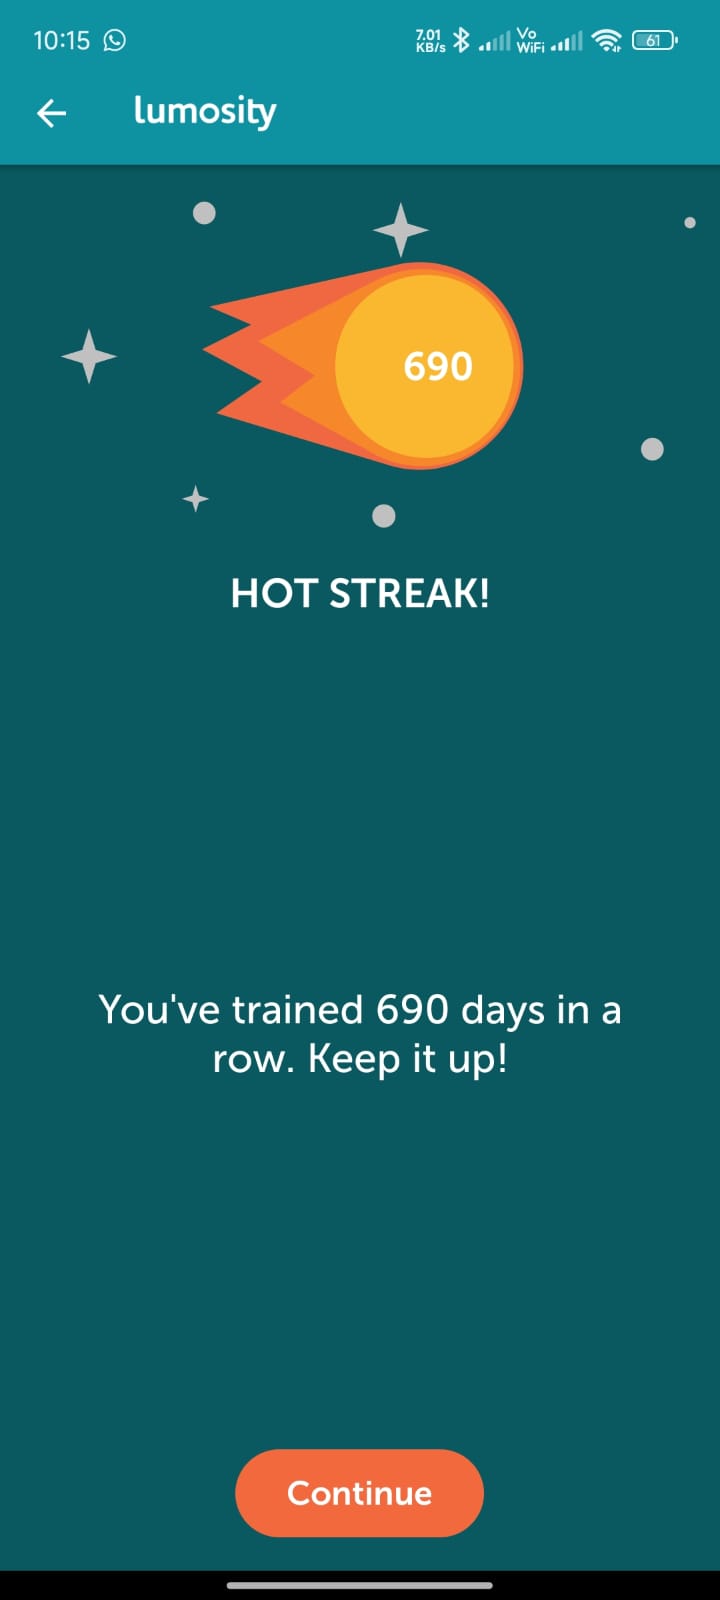 10:15
7.01 KB/s Vo WiFi 61
lumosity
690
HOT STREAK!
You've trained 690 days in a
row. Keep it up!
Continue